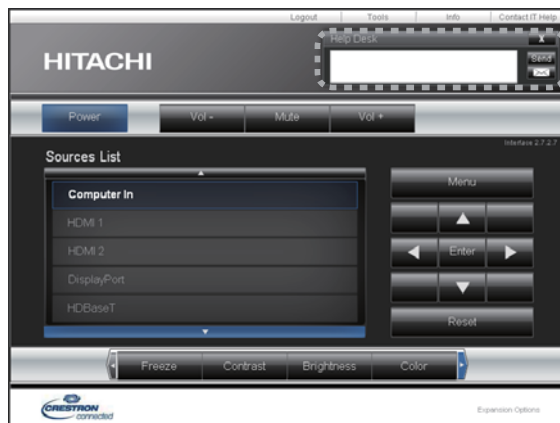 Logout Tools Info Contact IT Help
Help Desk X
HITACHI
Send
Power Vol - Mute Vol +
Interface 2.7.2.7
Sources List
Computer In
HDMI 1
HDMI 2
DisplayPort
HDBaseT
Menu
Enter
Reset
Freeze Contrast Brightness Color
CRESTRON
connected
Expansion Options